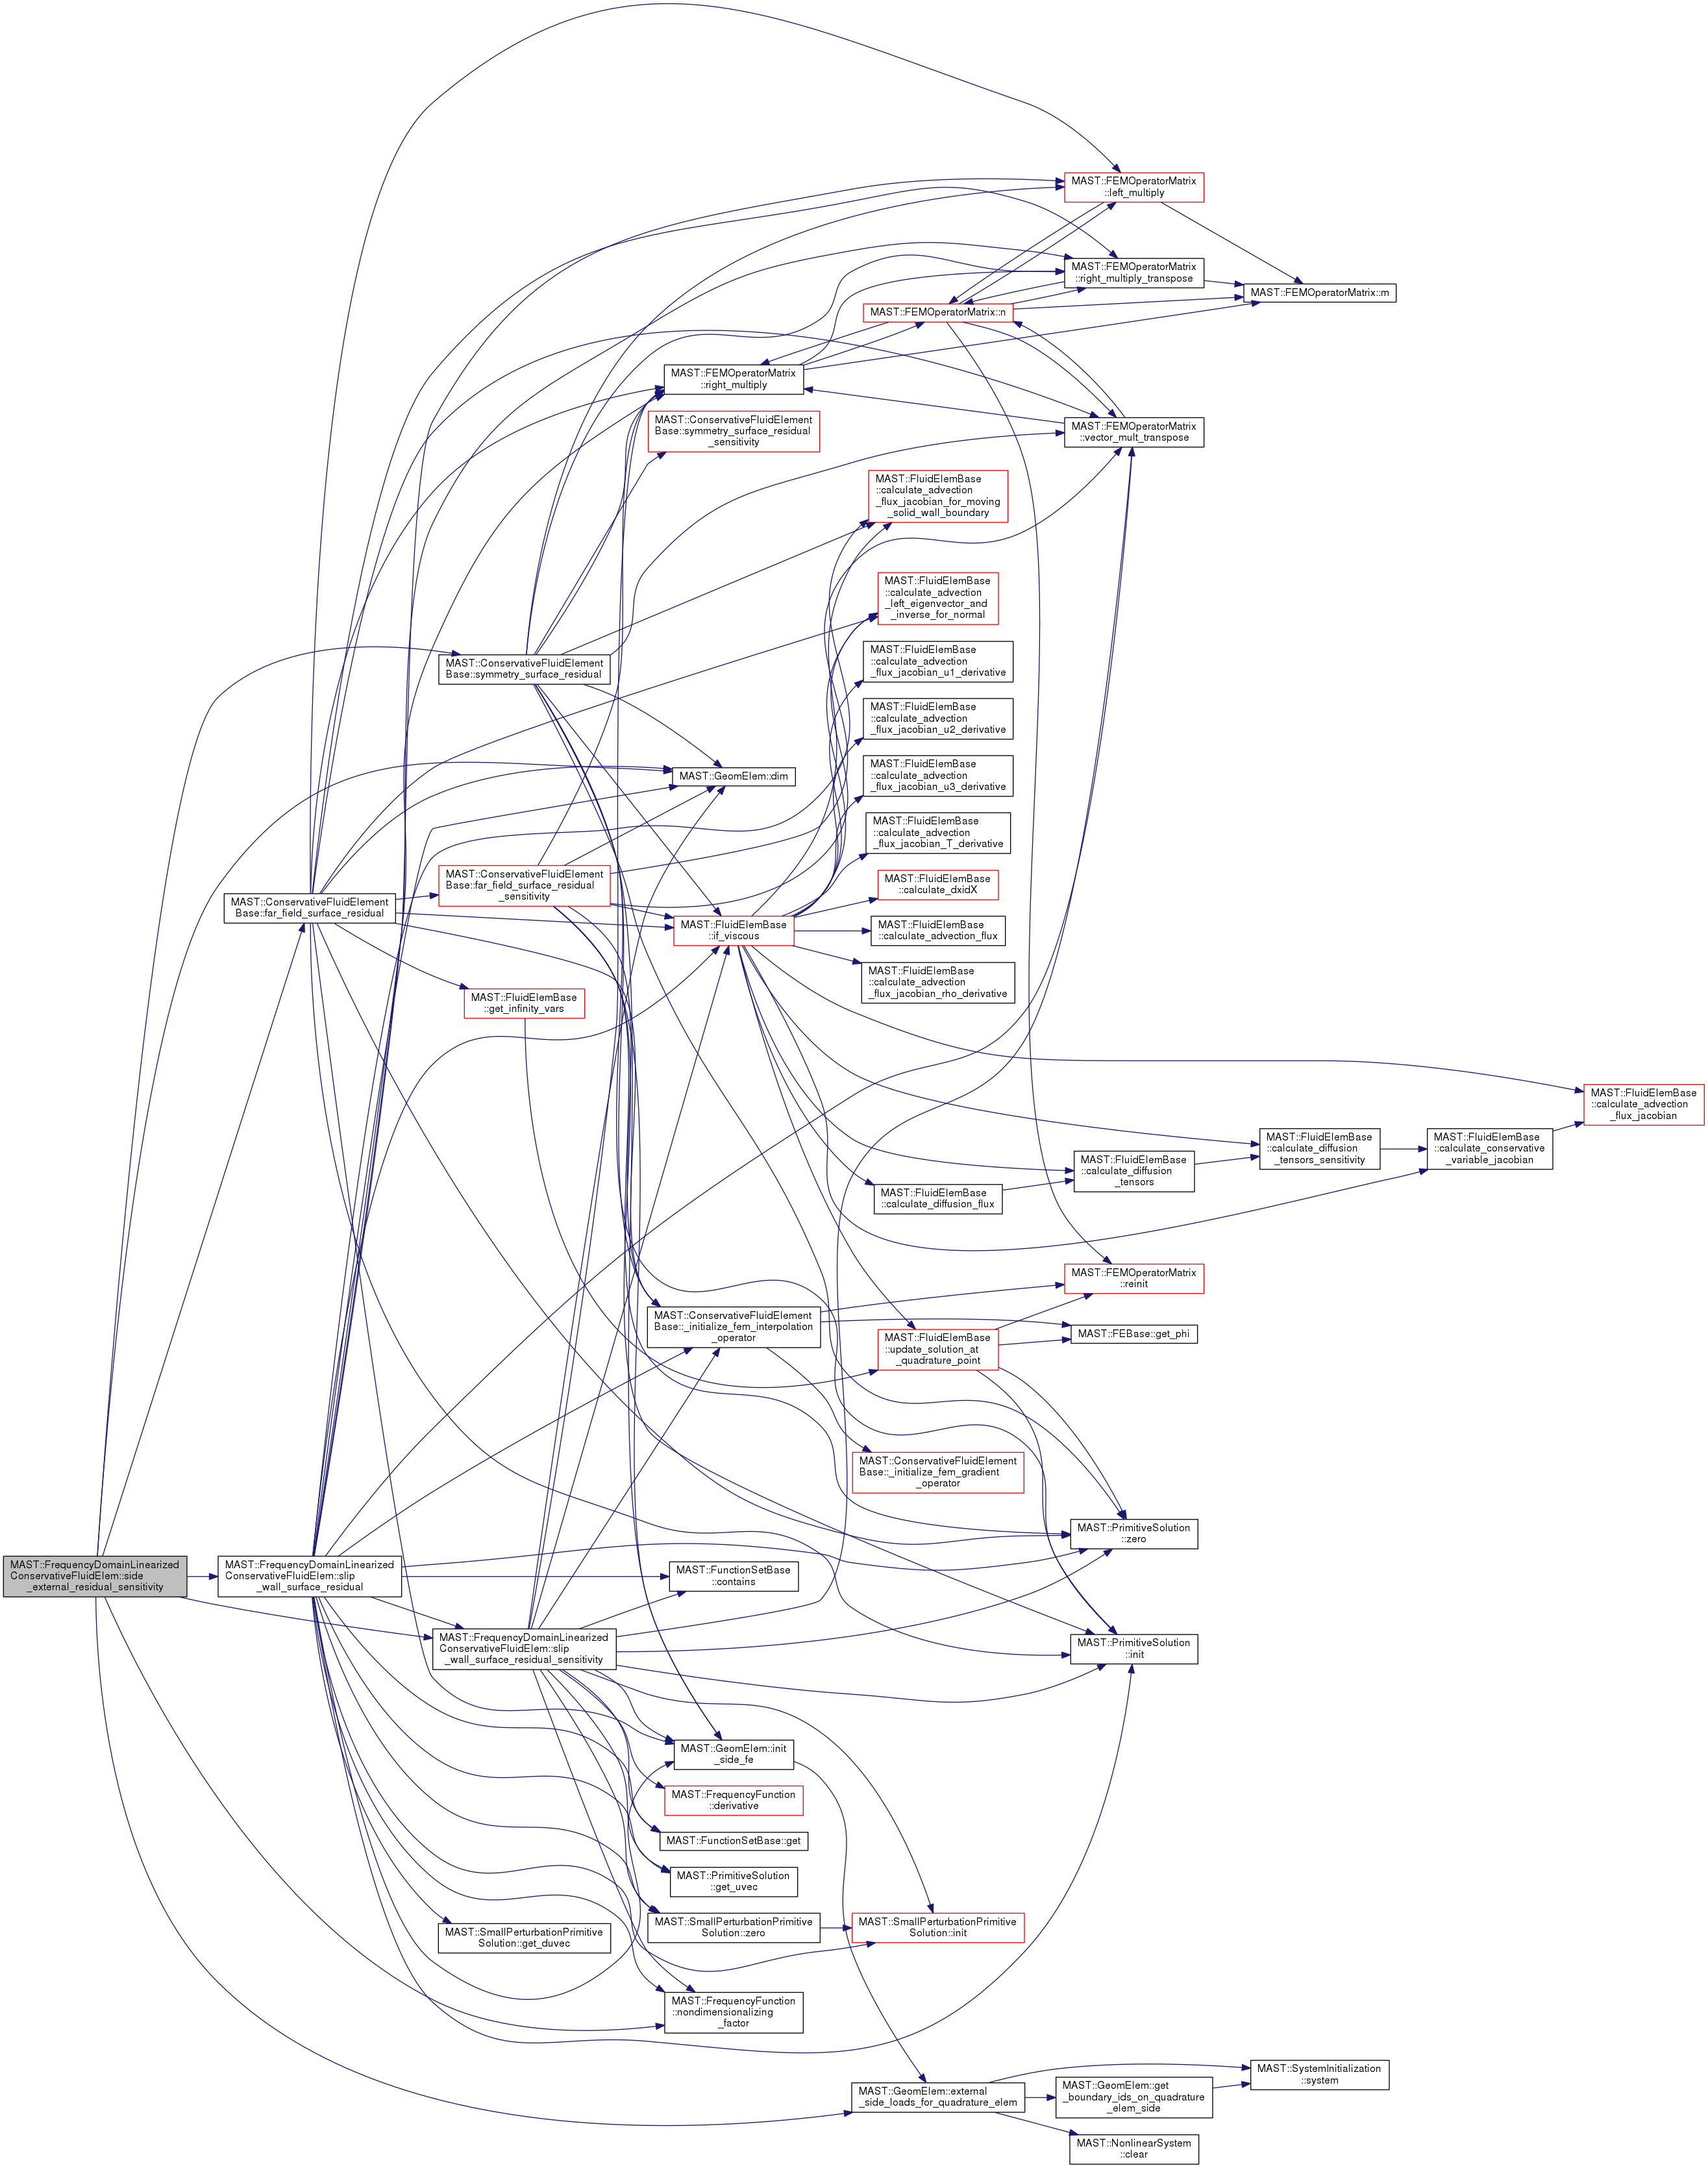 MAST::FEMOperatorMatrix
::left_multiply
MAST::FEMOperatorMatrix
::right_multiply_transpose
MAST::FEMOperatorMatrix::m
MAST::FEMOperatorMatrix::n
MAST::FEMOperatorMatrix
::right_multiply
MAST::ConservativeFluidElement
Base::symmetry_surface_residual
_sensitivity
MAST::FEMOperatorMatrix
::vector_mult_transpose
MAST::FluidElemBase
::calculate_advection
_flux_jacobian_for_moving
_solid_wall_boundary
MAST::FluidElemBase
::calculate_advection
_left_eigenvector_and
_inverse_for_normal
MAST::FluidElemBase
::calculate_advection
_flux_jacobian_u1_derivative
MAST::ConservativeFluidElement
Base::symmetry_surface_residual
MAST::FluidElemBase
::calculate_advection
_flux_jacobian_u2_derivative
MAST::GeomElem::dim
MAST::FluidElemBase
::calculate_advection
_flux_jacobian_u3_derivative
MAST::FluidElemBase
::calculate_advection
_flux_jacobian_T_derivative
MAST::ConservativeFluidElement
Base::far_field_surface_residual
_sensitivity
MAST::FluidElemBase
::calculate_dxidX
MAST::ConservativeFluidElement
Base::far_field_surface_residual
MAST::FluidElemBase
::if_viscous
MAST::FluidElemBase
::calculate_advection_flux
MAST::FluidElemBase
::calculate_advection
_flux_jacobian_rho_derivative
MAST::FluidElemBase
::get_infinity_vars
MAST::FluidElemBase
::calculate_advection
_flux_jacobian
MAST::FluidElemBase
::calculate_diffusion
_tensors_sensitivity
MAST::FluidElemBase
::calculate_conservative
_variable_jacobian
MAST::FluidElemBase
::calculate_diffusion
_tensors
MAST::FluidElemBase
::calculate_diffusion_flux
MAST::FEMOperatorMatrix
::reinit
MAST::ConservativeFluidElement
Base::_initialize_fem_interpolation
_operator
MAST::FluidElemBase
::update_solution_at
_quadrature_point
MAST::FEBase::get_phi
MAST::ConservativeFluidElement
Base::_initialize_fem_gradient
_operator
MAST::PrimitiveSolution
::zero
MAST::FrequencyDomainLinearized
ConservativeFluidElem::side
_external_residual_sensitivity
MAST::FrequencyDomainLinearized
ConservativeFluidElem::slip
_wall_surface_residual
MAST::FunctionSetBase
::contains
MAST::FrequencyDomainLinearized
ConservativeFluidElem::slip
_wall_surface_residual_sensitivity
MAST::PrimitiveSolution
::init
MAST::GeomElem::init
_side_fe
MAST::FrequencyFunction
::derivative
MAST::FunctionSetBase::get
MAST::PrimitiveSolution
::get_uvec
MAST::SmallPerturbationPrimitive
Solution::get_duvec
MAST::SmallPerturbationPrimitive
Solution::zero
MAST::SmallPerturbationPrimitive
Solution::init
MAST::FrequencyFunction
::nondimensionalizing
_factor
MAST::GeomElem::external
_side_loads_for_quadrature_elem
MAST::GeomElem::get
_boundary_ids_on_quadrature
_elem_side
MAST::SystemInitialization
::system
MAST::NonlinearSystem
::clear